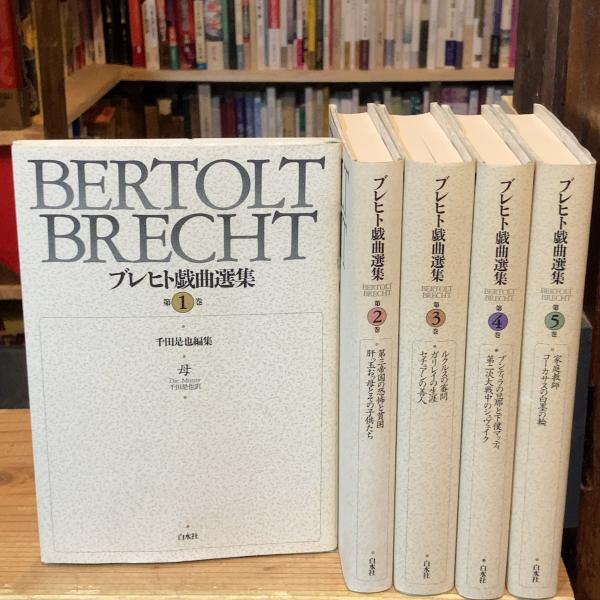 BERTOLT
BRECHT
ブレヒト戯曲選集
第1巻
千田是也編集
母
Die Mutter
千田是也訳
白水社
ブレヒト戯曲選集
BERTOLT
BRECHT
第2巻
第三帝国の恐怖と貧困
肝っ玉おっ母とその子供たち
白水社
ブレヒト戯曲選集
BERTOLT
BRECHT
第3巻
ルクルスの審問
ガリレイの生涯
セチュアンの善人
白水社
ブレヒト戯曲選集
BERTOLT
BRECHT
第4巻
プンティラの旦那と下僕マッティ
第二次大戦中のシュヴェイク
白水社
ブレヒト戯曲選集
BERTOLT
BRECHT
第5巻
家庭教師
コーカサスの白墨の輪
白水社